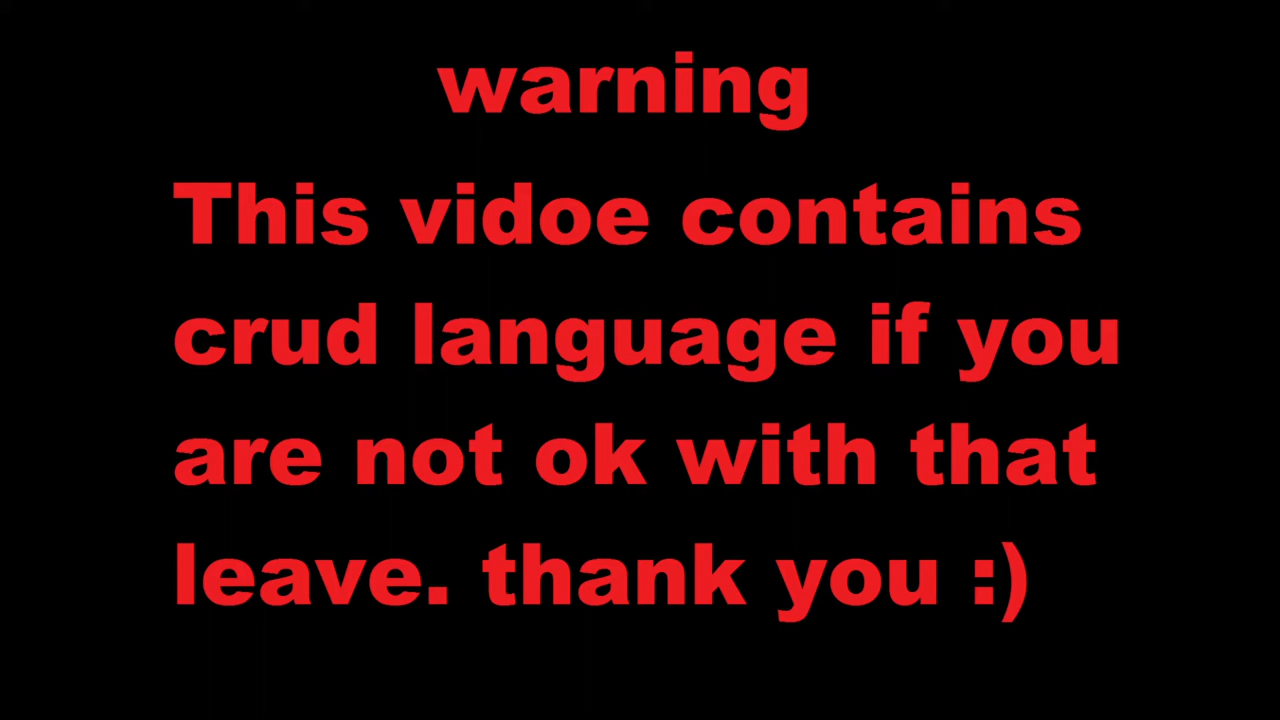 warning
This vidoe contains
crud language if you
are not ok with that
leave. thank you :)